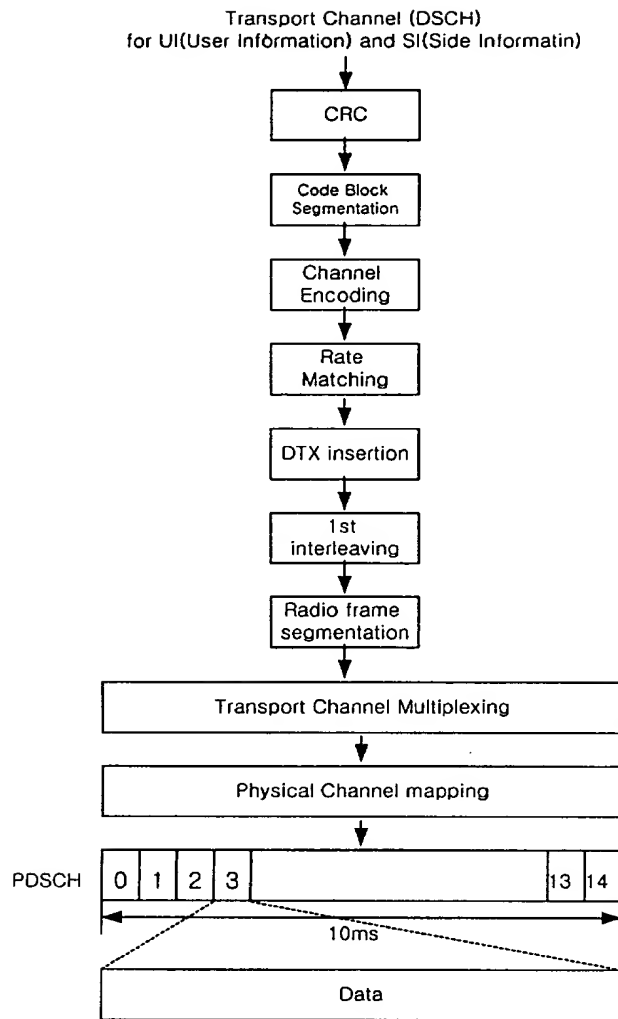 Transport Channel (DSCH)
for UI(User Information) and SI(Side Informatin)
CRC
Code Block
Segmentation
Channel
Encoding
Rate
Matching
DTX insertion
1st
interleaving
Radio frame
segmentation
Transport Channel Multiplexing
Physical Channel mapping
PDSCH 0 1 2 3 13 14
10ms
Data